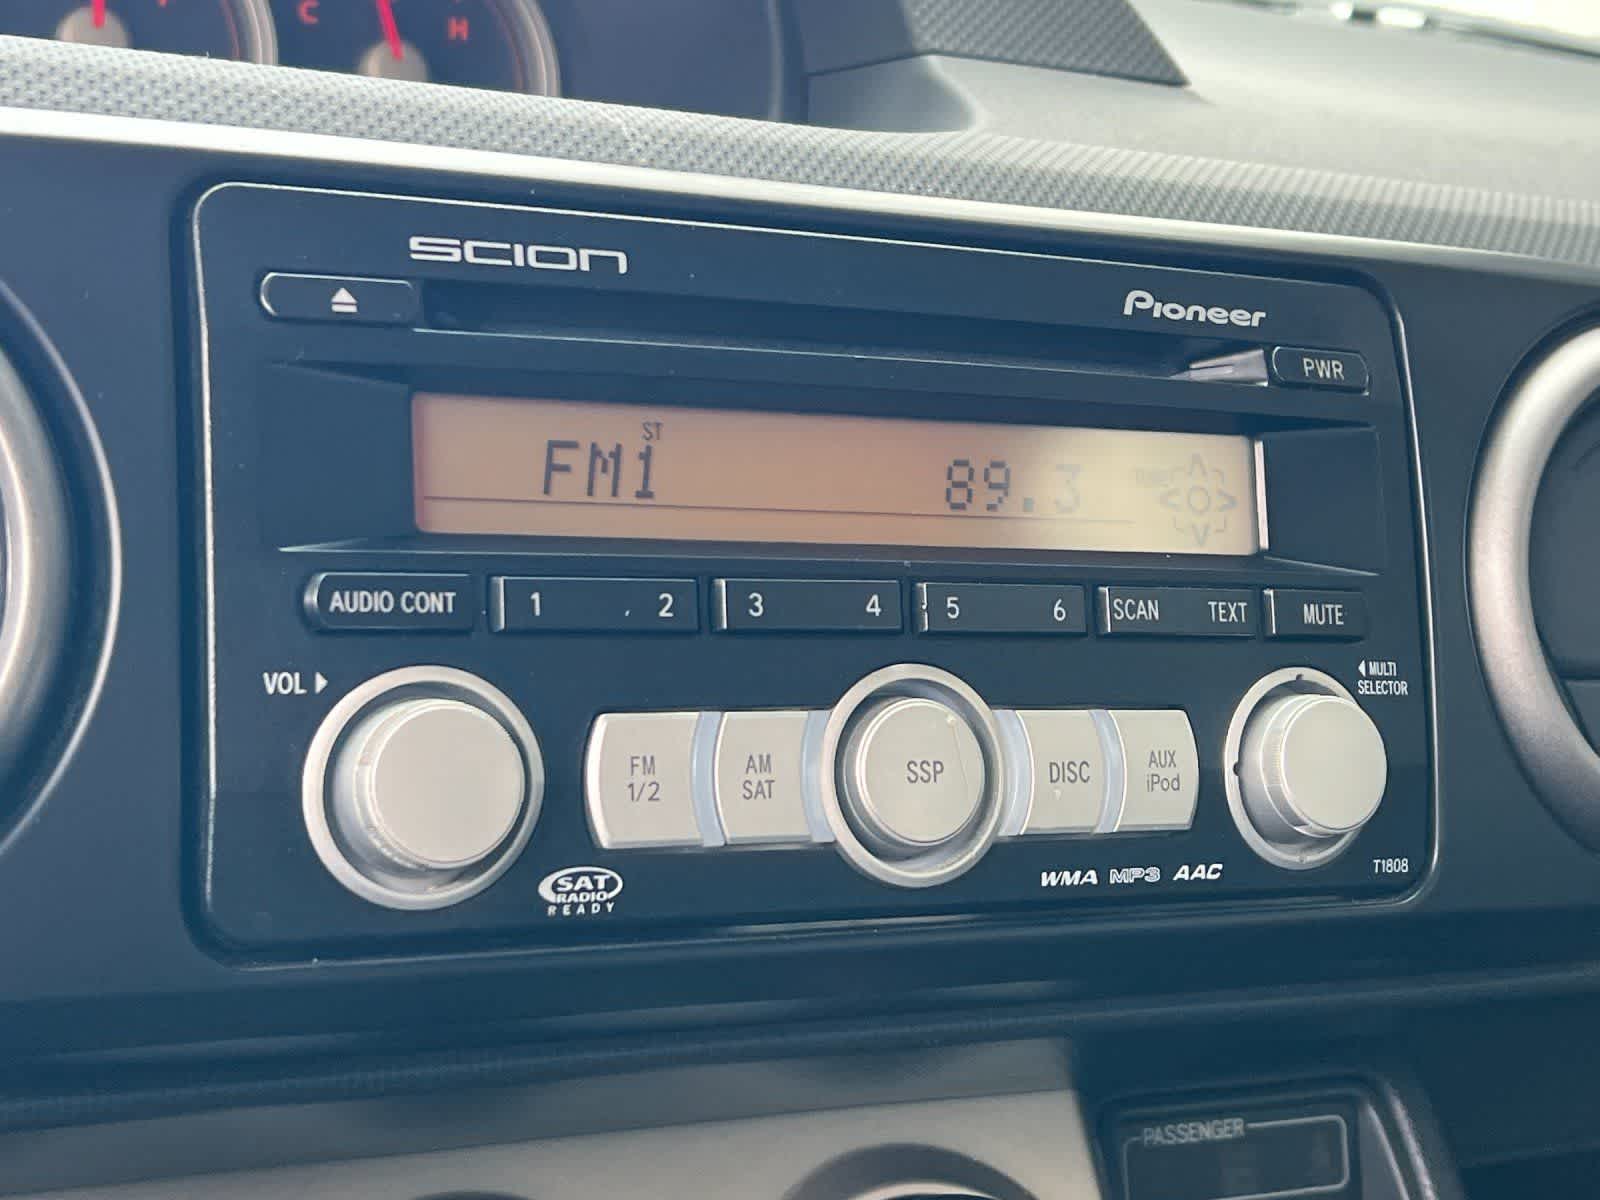 C H
SCION
Pioneer
PWR
ST
FM1 89.3
AUDIO CONT 1 2 3 4 5 6 SCAN TEXT MUTE
VOL
MULTI
SELECTOR
FM
1/2
AM
SAT
SSP
DISC
AUX
iPod
SAT
RADIO
READY
WMA MP3 AAC
T1808
PASSENGER